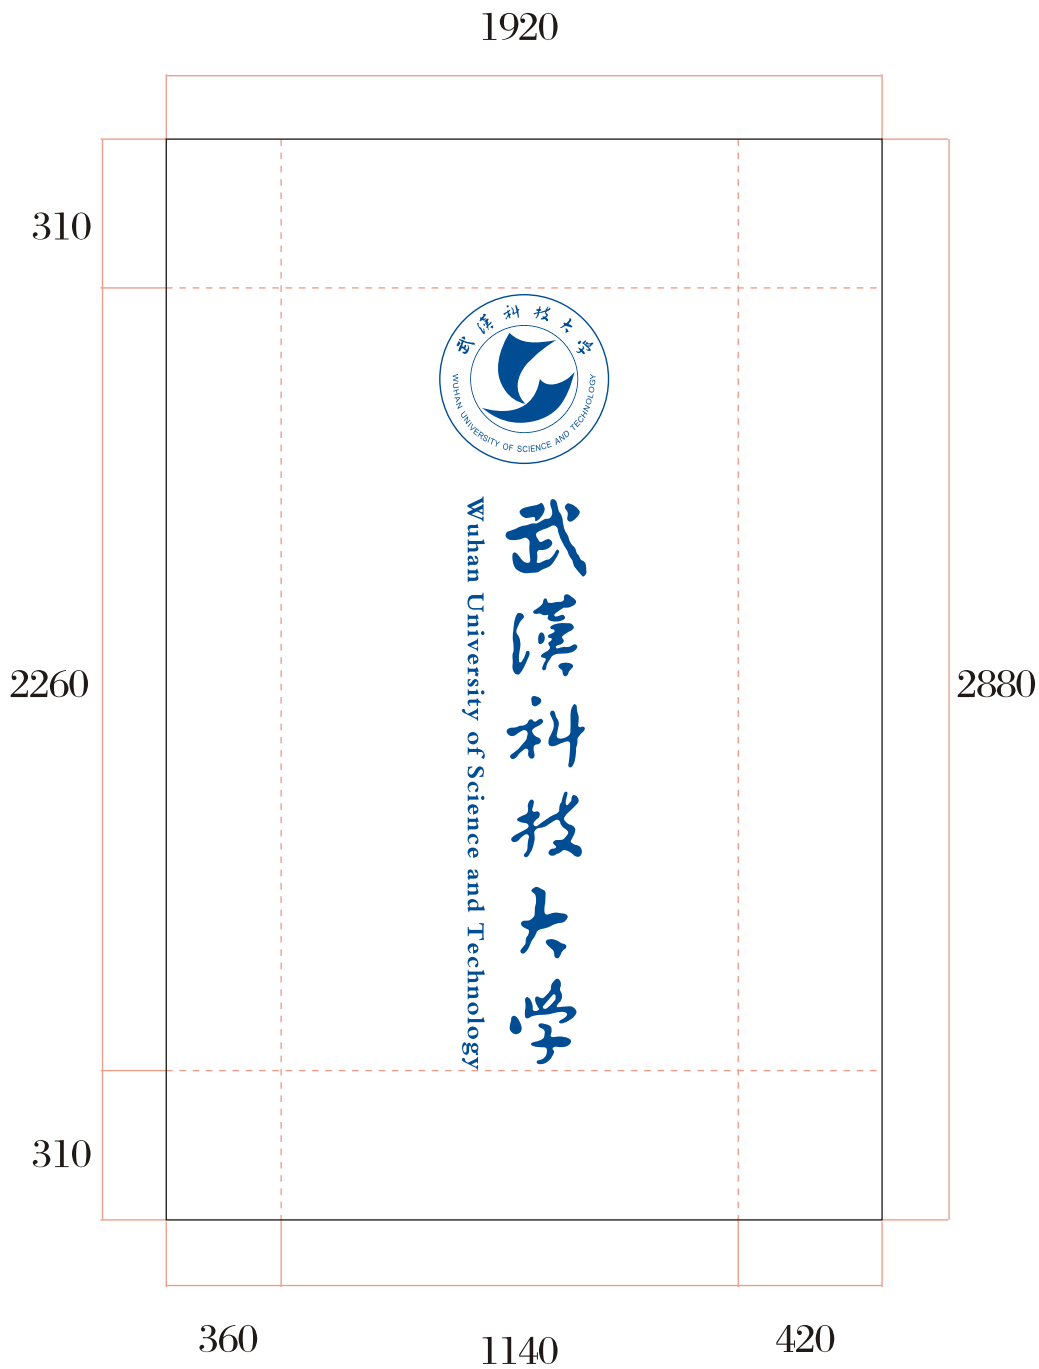 1920
310
武漢科技大学
WUHAN UNIVERSITY OF SCIENCE AND TECHNOLOGY
武漢科技大学
Wuhan University of Science and Technology
2260
2880
310
360
1140
420